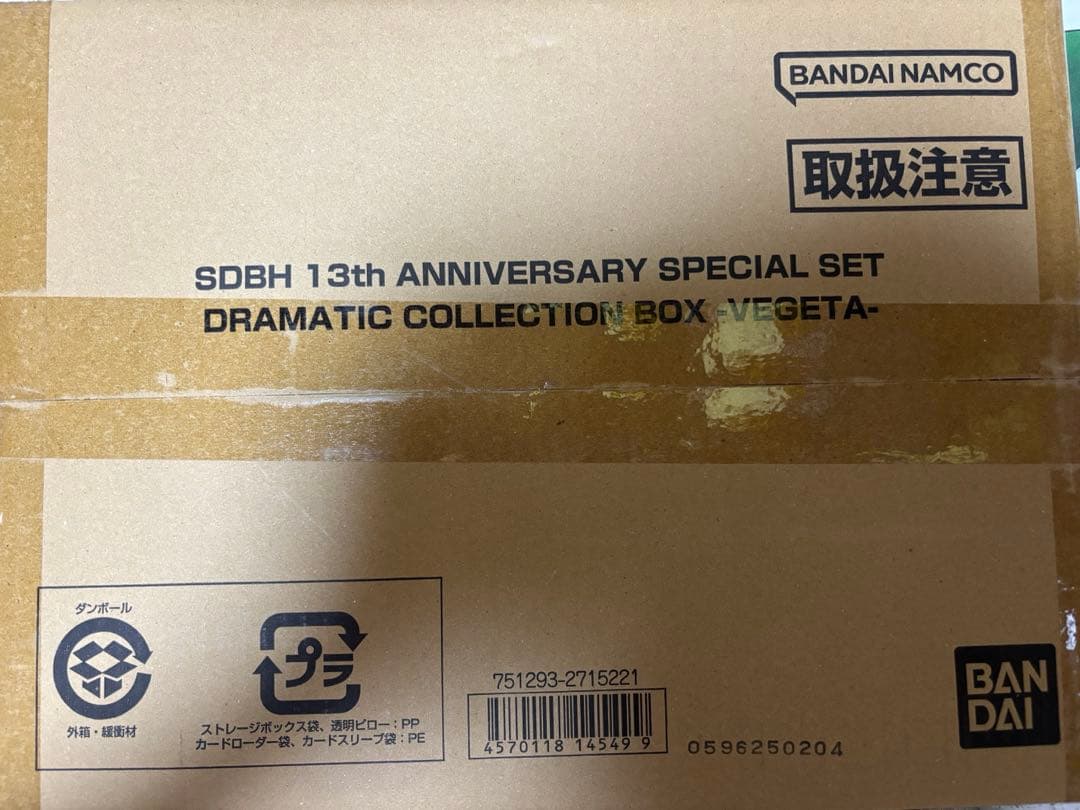 BANDAI NAMCO
取扱注意
SDBH 13th ANNIVERSARY SPECIAL SET
DRAMATIC COLLECTION BOX -VEGETA-
ダンボール
外箱・緩衝材
プラ
ストレージボックス袋、透明ピロー：PP
カードローダー袋、カードスリーブ袋：PE
751293-2715221
4570118 14549 9
0596250204
BAN
DAI